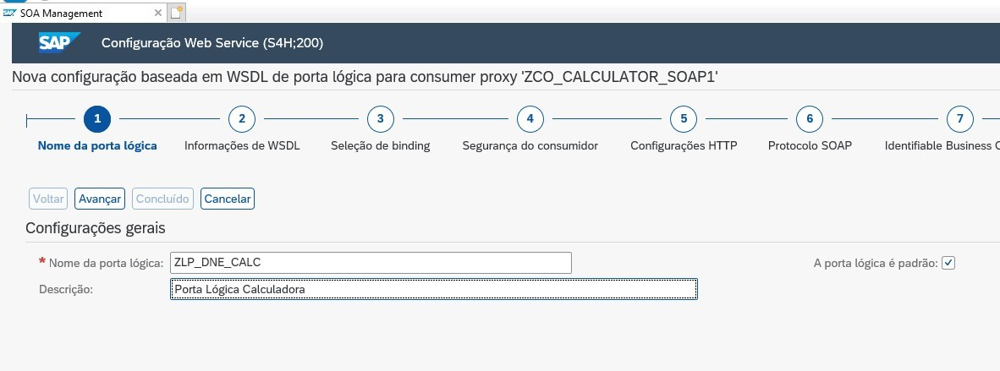 SAP SOA Management
SAP Configuração Web Service (S4H;200)
Nova configuração baseada em WSDL de porta lógica para consumer proxy 'ZCO_CALCULATOR_SOAP1'
1 2 3 4 5 6 7
Nome da porta lógica Informações de WSDL Seleção de binding Segurança do consumidor Configurações HTTP Protocolo SOAP Identifiable Business C
Voltar Avançar Concluído Cancelar
Configurações gerais
* Nome da porta lógica: ZLP_DNE_CALC A porta lógica é padrão:
Descrição: Porta Lógica Calculadora